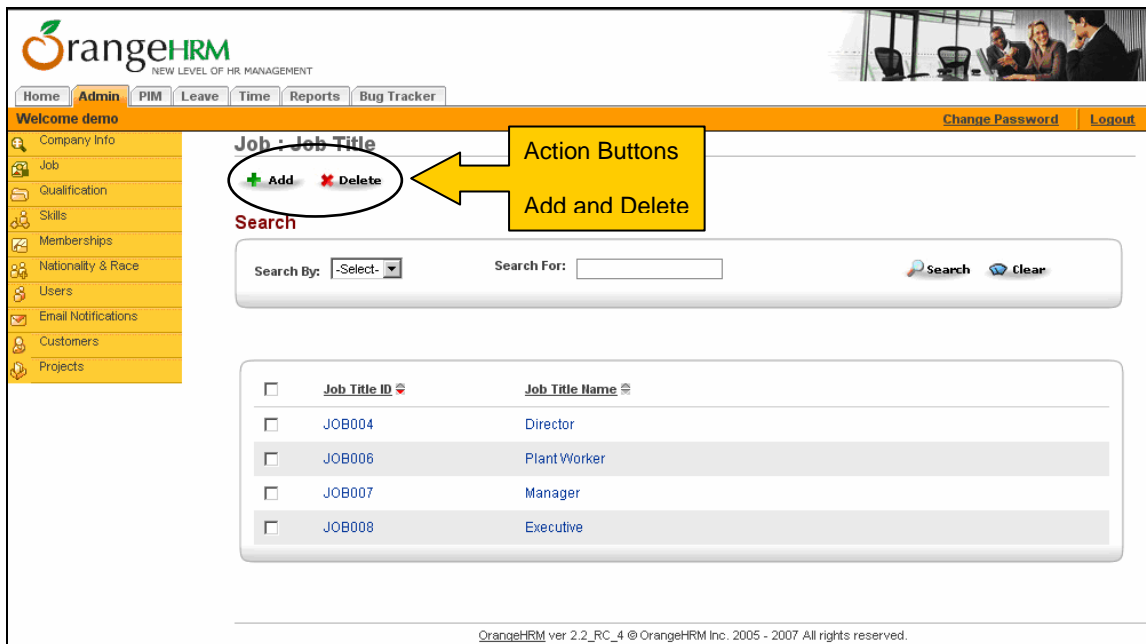 OrangeHRM
NEW LEVEL OF HR MANAGEMENT
Home Admin PIM Leave Time Reports Bug Tracker
Welcome demo Change Password Logout
Company Info
Job
Qualification
Skills
Memberships
Nationality & Race
Users
Email Notifications
Customers
Projects
Job : Job Title
Add Delete
Action Buttons
Add and Delete
Search
Search By: -Select- Search For: Search Clear
Job Title ID Job Title Name
JOB004 Director
JOB006 Plant Worker
JOB007 Manager
JOB008 Executive
OrangeHRM ver 2.2_RC_4 © OrangeHRM Inc. 2005 - 2007 All rights reserved.